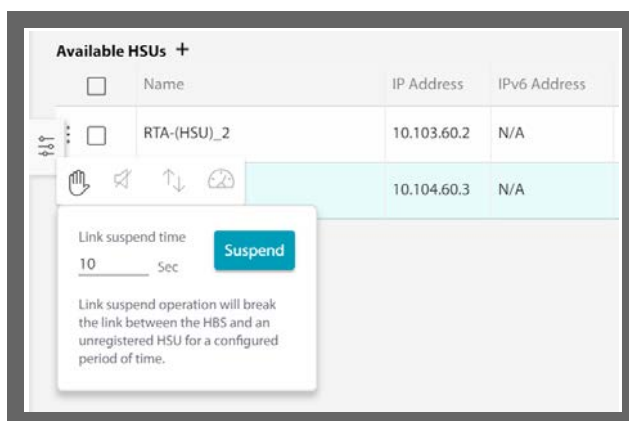 Available HSUs +
Name IP Address IPv6 Address
RTA-(HSU)_2 10.103.60.2 N/A
10.104.60.3 N/A
Link suspend time
10 Sec
Suspend
Link suspend operation will break
the link between the HBS and an
unregistered HSU for a configured
period of time.